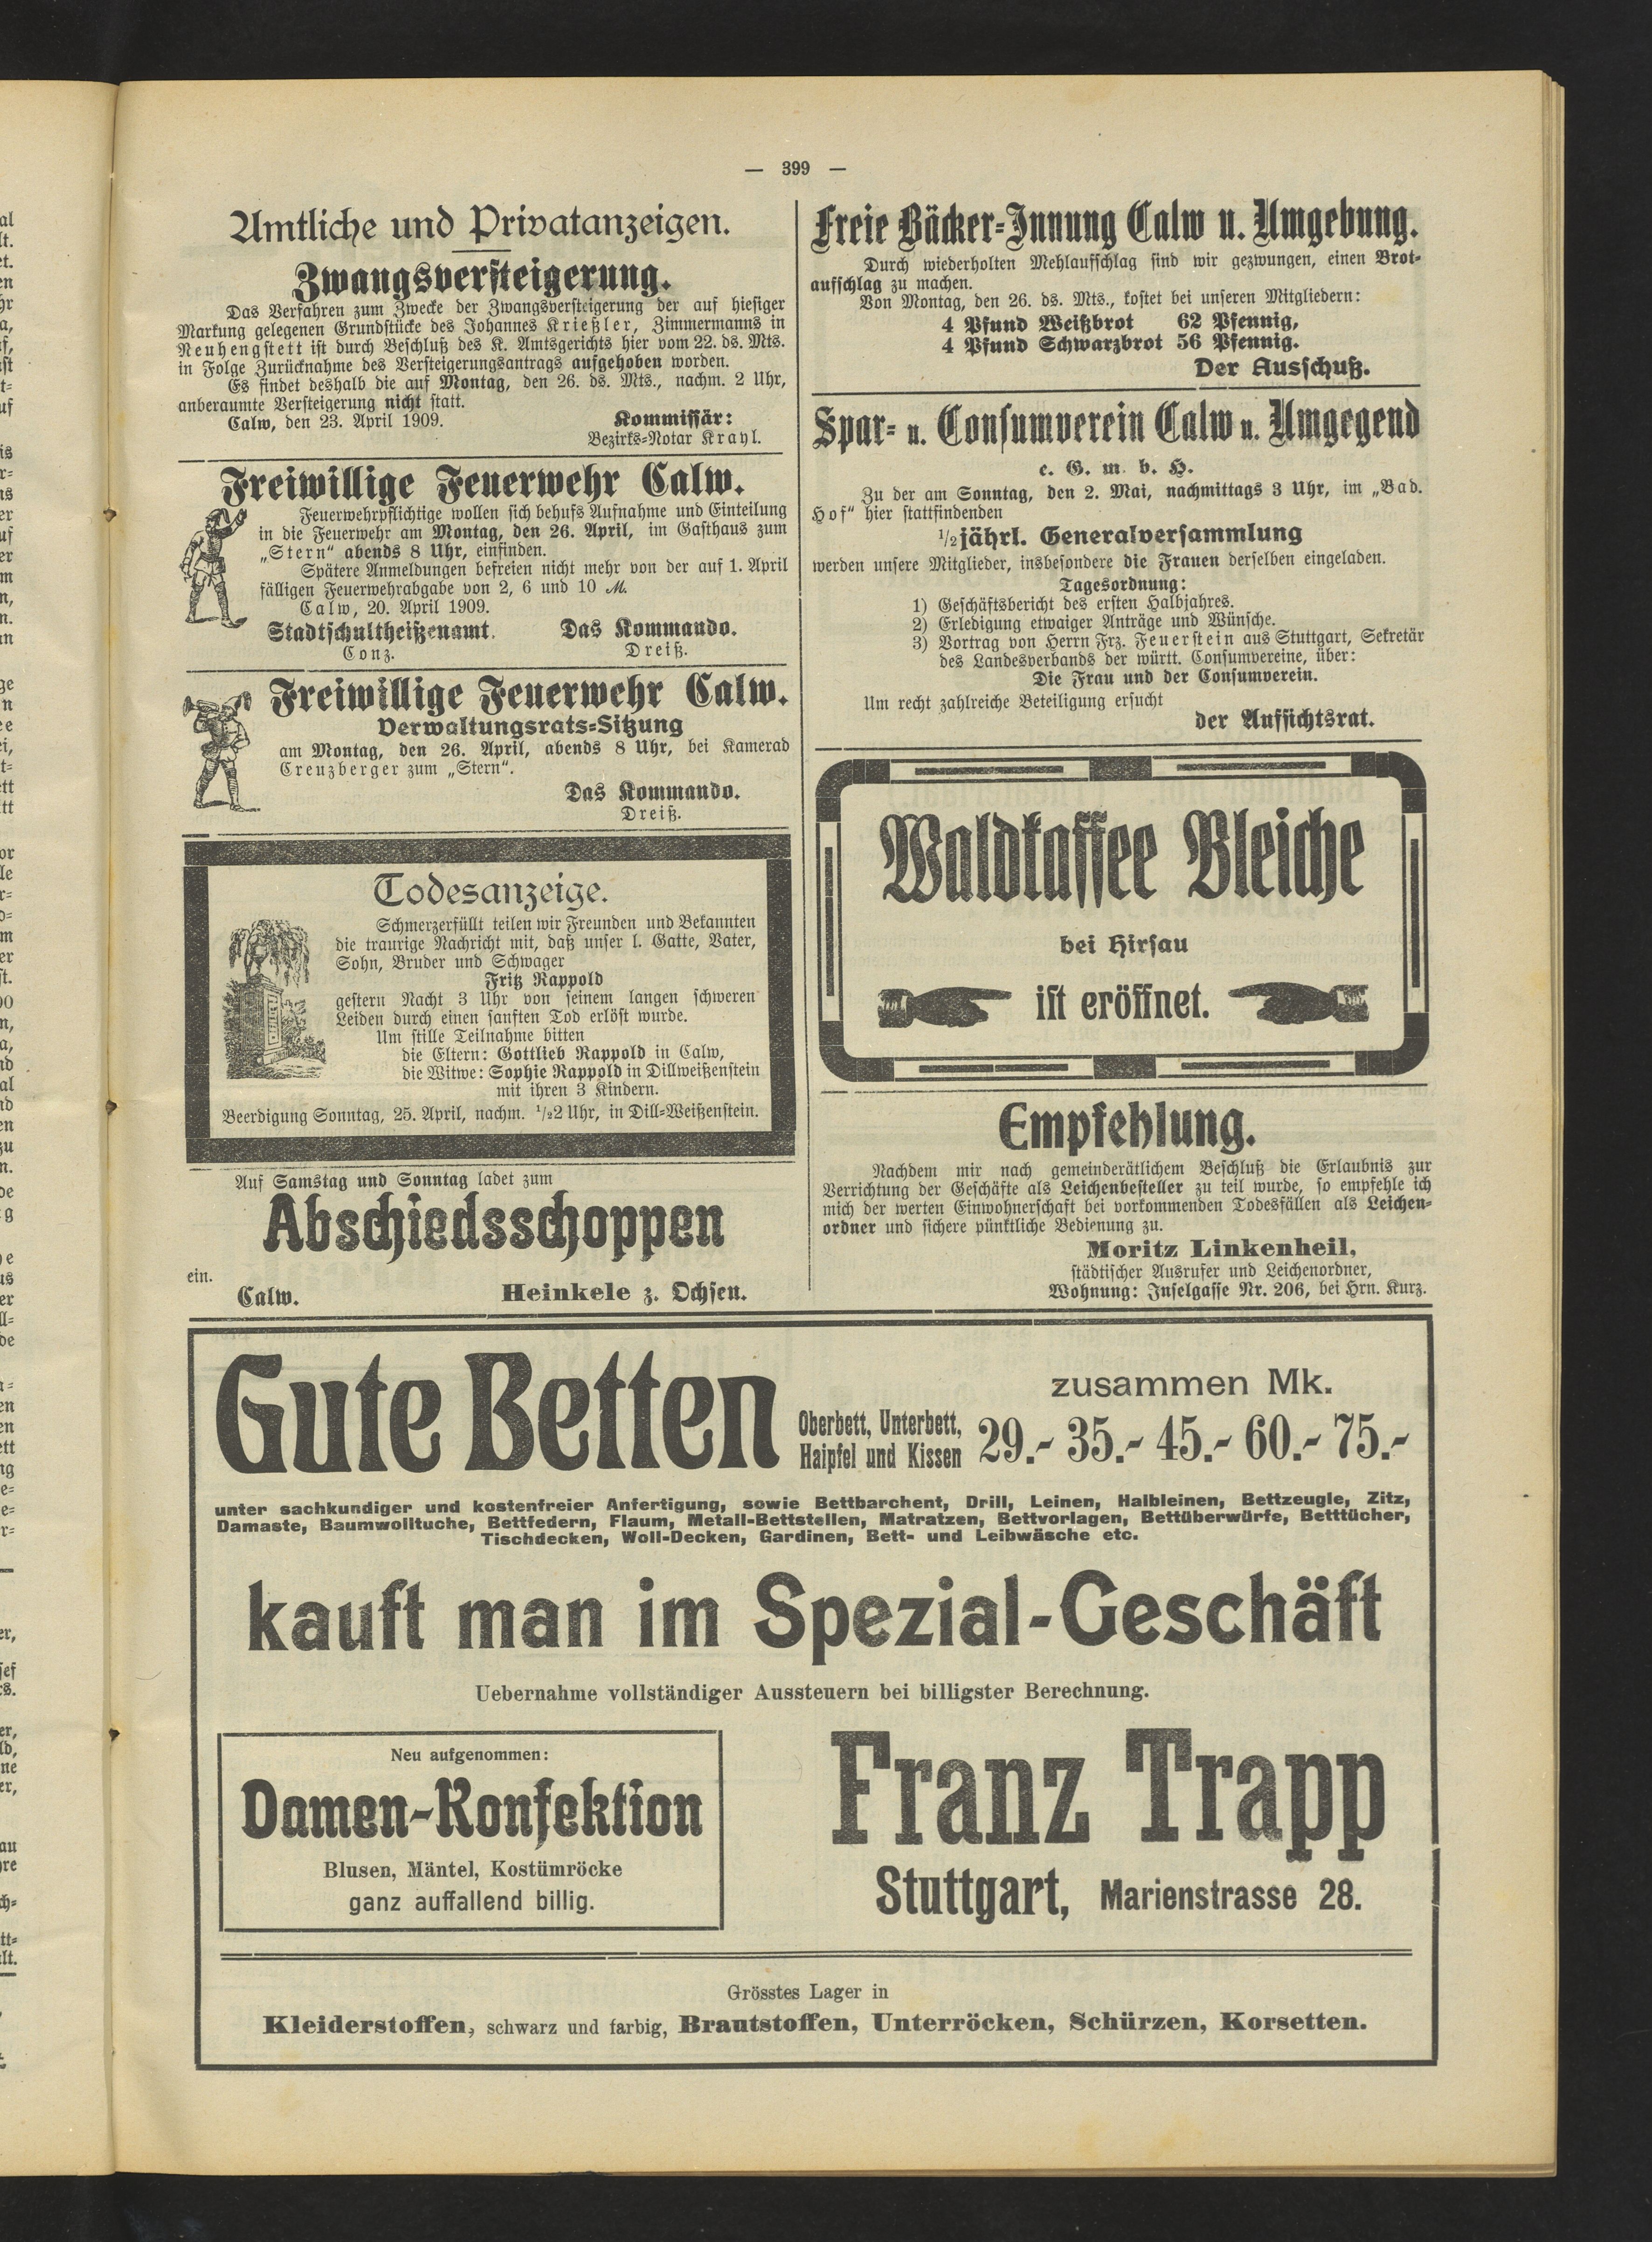 — 399 —
Amtliche und Privatanzeigen.
Zwangsversteigerung.
Das Verfahren zum Zwecke der Zwangsversteigerung der auf hiesiger
Markung gelegenen Grundstücke des Johannes Krießler, Zimmermanns in
Neuhengstett ist durch Beschluß des K. Amtsgerichts hier vom 22. ds. Mts.
in Folge Zurücknahme des Versteigerungsantrags aufgehoben worden.
Es findet deshalb die auf Montag, den 26. ds. Mts., nachm. 2 Uhr,
anberaumte Versteigerung nicht statt.
Calw, den 23. April 1909.
Kommissär:
Bezirks-Notar Krayl.
Freiwillige Feuerwehr Calw.
Feuerwehrpflichtige wollen sich behufs Aufnahme und Einteilung
in die Feuerwehr am Montag, den 26. April, im Gasthaus zum
„Stern“ abends 8 Uhr, einfinden.
Spätere Anmeldungen befreien nicht mehr von der auf 1. April
fälligen Feuerwehrabgabe von 2, 6 und 10 M.
Calw, 20. April 1909.
Stadtschultheißenamt. Das Kommando.
Conz. Dreiß.
Freiwillige Feuerwehr Calw.
Verwaltungsrats-Sitzung
am Montag, den 26. April, abends 8 Uhr, bei Kamerad
Creuzberger zum „Stern“.
Das Kommando.
Dreiß.
Todesanzeige.
Schmerzerfüllt teilen wir Freunden und Bekannten
die traurige Nachricht mit, daß unser l. Gatte, Vater,
Sohn, Bruder und Schwager
Fritz Rappold
gestern Nacht 3 Uhr von seinem langen schweren
Leiden durch einen sanften Tod erlöst wurde.
Um stille Teilnahme bitten
die Eltern: Gottlieb Rappold in Calw,
die Witwe: Sophie Rappold in Dillweißenstein
mit ihren 3 Kindern.
Beerdigung Sonntag, 25. April, nachm. 1/22 Uhr, in Dill-Weißenstein.
Auf Samstag und Sonntag ladet zum
Abschiedsschoppen
ein.
Calw. Heinkele z. Ochsen.
Freie Bäcker-Innung Calw u. Umgebung.
Durch wiederholten Mehlaufschlag sind wir gezwungen, einen Brot-
aufschlag zu machen.
Von Montag, den 26. ds. Mts., kostet bei unseren Mitgliedern:
4 Pfund Weißbrot 62 Pfennig,
4 Pfund Schwarzbrot 56 Pfennig.
Der Ausschuß.
Spar- u. Consumverein Calw u. Umgegend
e. G. m. b. H.
Zu der am Sonntag, den 2. Mai, nachmittags 3 Uhr, im „Bad.
Hof“ hier stattfindenden
1/2jährl. Generalversammlung
werden unsere Mitglieder, insbesondere die Frauen derselben eingeladen.
Tagesordnung:
1) Geschäftsbericht des ersten Halbjahres.
2) Erledigung etwaiger Anträge und Wünsche.
3) Vortrag von Herrn Frz. Feuerstein aus Stuttgart, Sekretär
des Landesverbands der württ. Consumvereine, über:
Die Frau und der Consumverein.
Um recht zahlreiche Beteiligung ersucht
der Aufsichtsrat.
Waldkaffee Bleiche
bei Hirsau
ist eröffnet.
Empfehlung.
Nachdem mir nach gemeinderätlichem Beschluß die Erlaubnis zur
Verrichtung der Geschäfte als Leichenbesteller zu teil wurde, so empfehle ich
mich der werten Einwohnerschaft bei vorkommenden Todesfällen als Leichen-
ordner und sichere pünktliche Bedienung zu.
Moritz Linkenheil,
städtischer Ausrufer und Leichenordner,
Wohnung: Inselgasse Nr. 206, bei Hrn. Kurz.
Gute Betten
Oberbett, Unterbett,
Haipfel und Kissen
zusammen Mk.
29.- 35.- 45.- 60.- 75.-
unter sachkundiger und kostenfreier Anfertigung, sowie Bettbarchent, Drill, Leinen, Halbleinen, Bettzeugle, Zitz,
Damaste, Baumwolltuche, Bettfedern, Flaum, Metall-Bettstellen, Matratzen, Bettvorlagen, Bettüberwürfe, Betttücher,
Tischdecken, Woll-Decken, Gardinen, Bett- und Leibwäsche etc.
kauft man im Spezial-Geschäft
Uebernahme vollständiger Aussteuern bei billigster Berechnung.
Neu aufgenommen:
Damen-Konfektion
Blusen, Mäntel, Kostümröcke
ganz auffallend billig.
Franz Trapp
Stuttgart, Marienstrasse 28.
Grösstes Lager in
Kleiderstoffen, schwarz und farbig, Brautstoffen, Unterröcken, Schürzen, Korsetten.